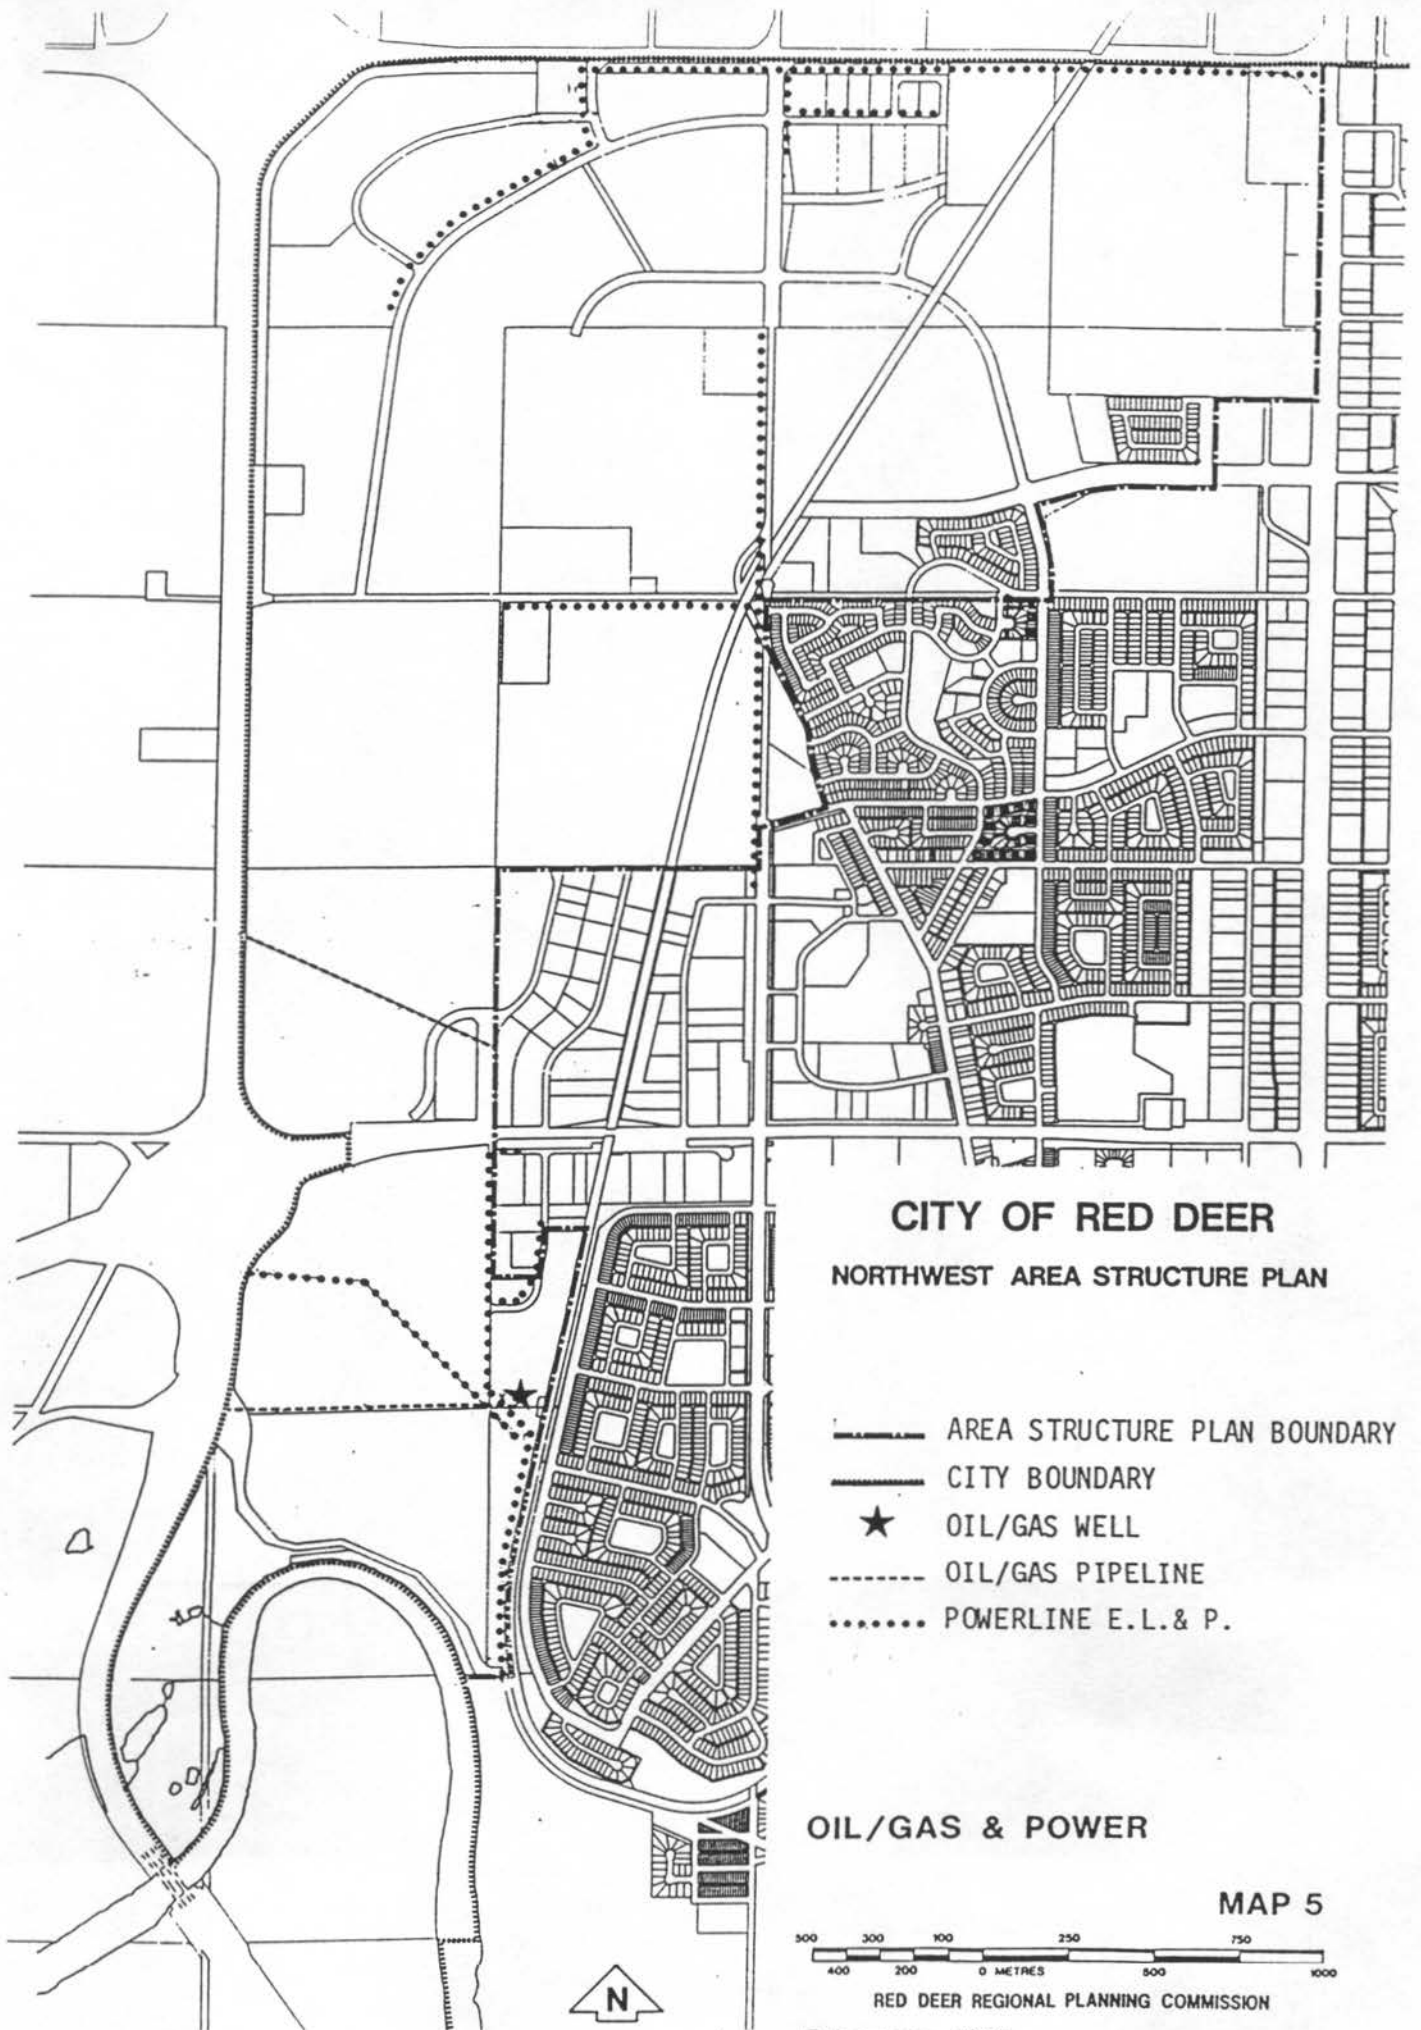 CITY OF RED DEER
NORTHWEST AREA STRUCTURE PLAN
AREA STRUCTURE PLAN BOUNDARY
CITY BOUNDARY
OIL/GAS WELL
OIL/GAS PIPELINE
POWERLINE E.L.& P.
OIL/GAS & POWER
MAP 5
500 300 100 250 750
400 200 0 METRES 500 1000
N
RED DEER REGIONAL PLANNING COMMISSION